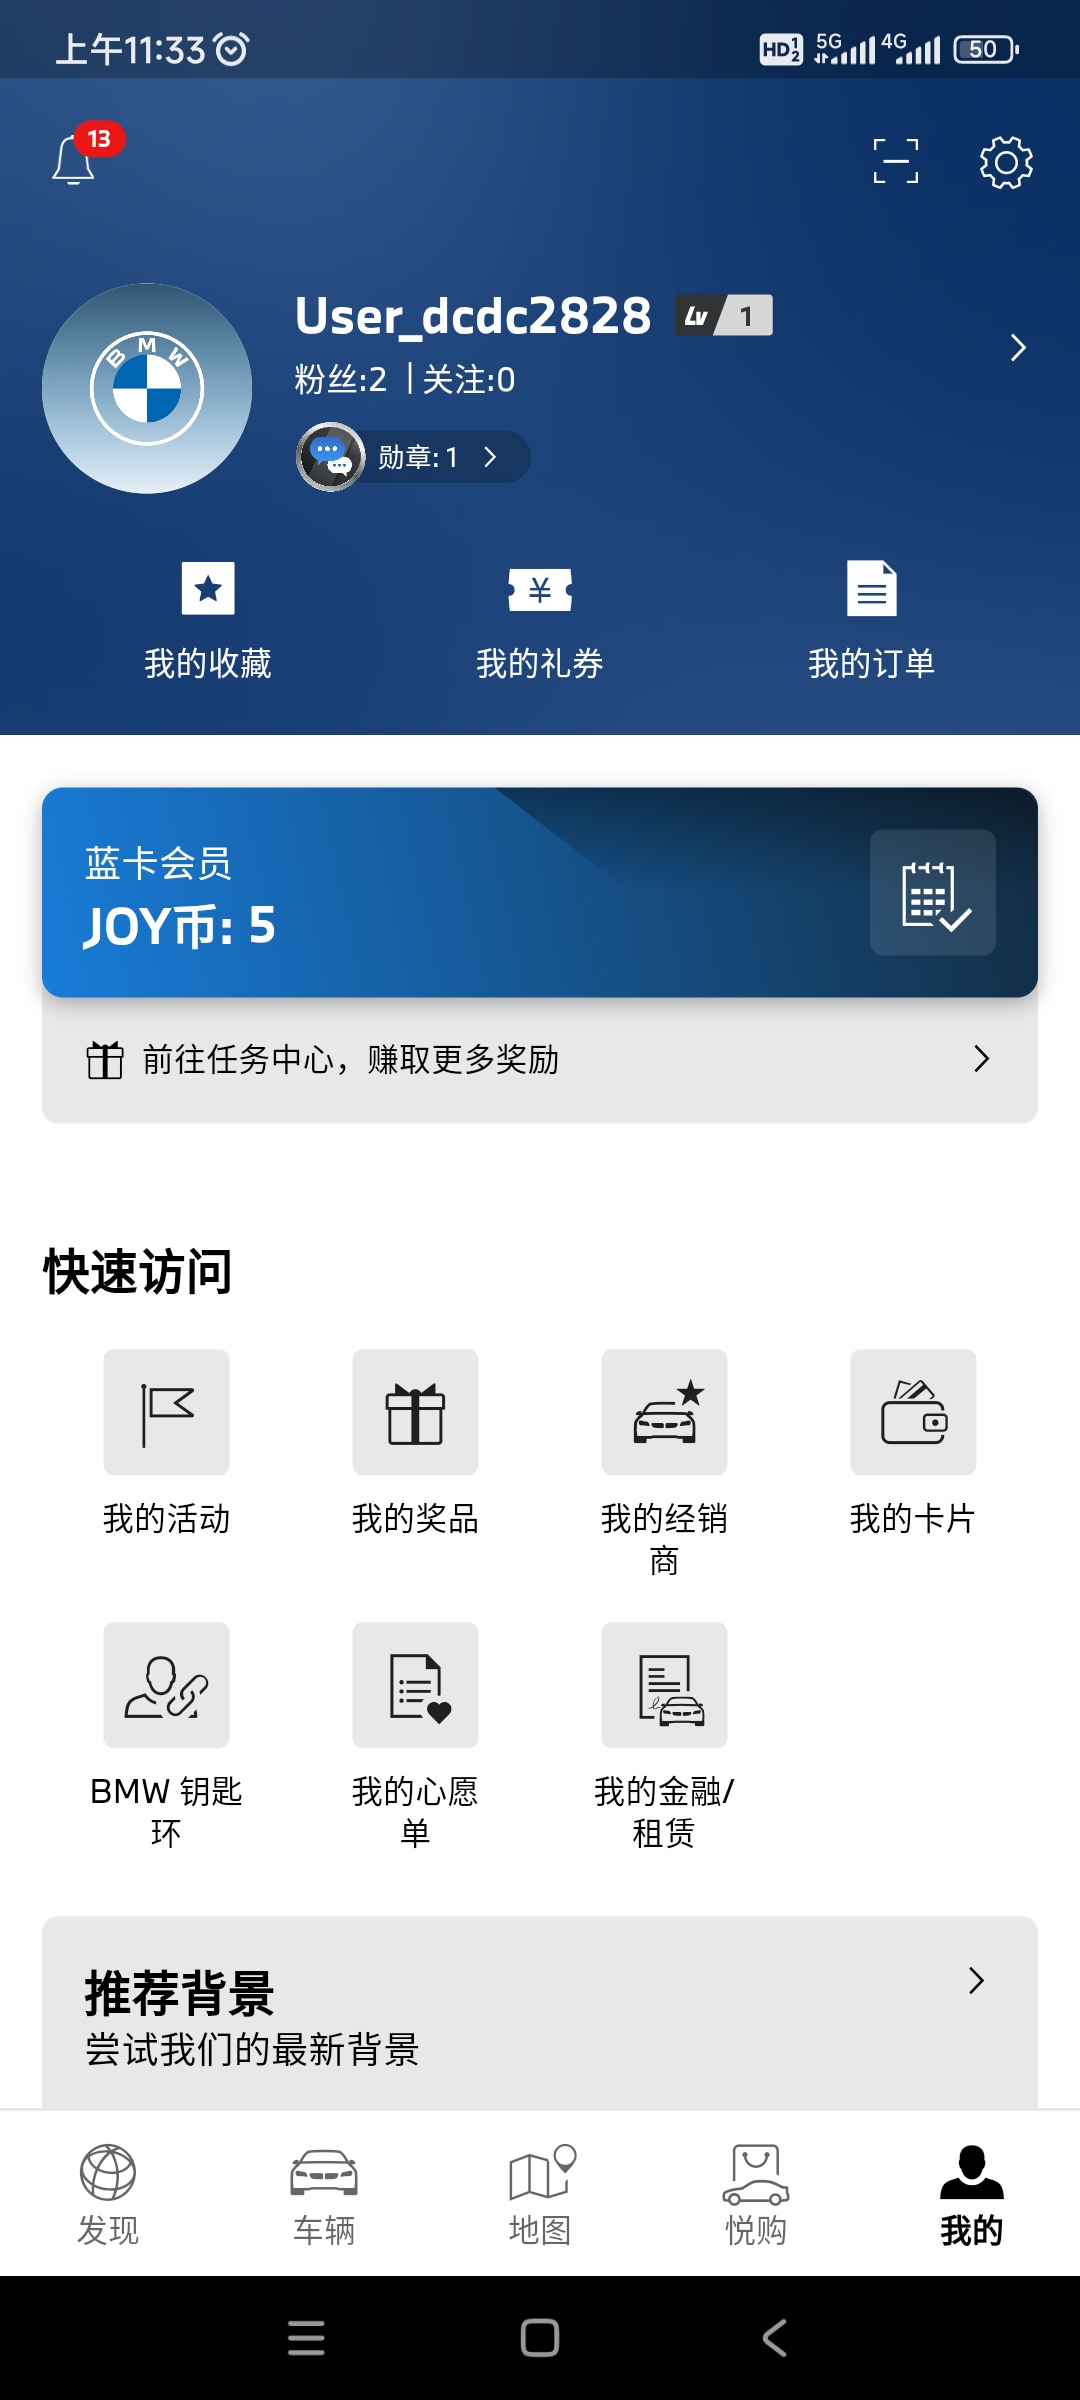 上午11:33
HD 1 2 5G 4G 50
13
BMW
User_dcdc2828 Lv 1
粉丝:2 | 关注:0
勋章: 1
我的收藏 我的礼券 我的订单
蓝卡会员
JOY币: 5
前往任务中心，赚取更多奖励
快速访问
我的活动 我的奖品 我的经销商 我的卡片
BMW 钥匙环 我的心愿单 我的金融/租赁
推荐背景
尝试我们的最新背景
发现 车辆 地图 悦购 我的